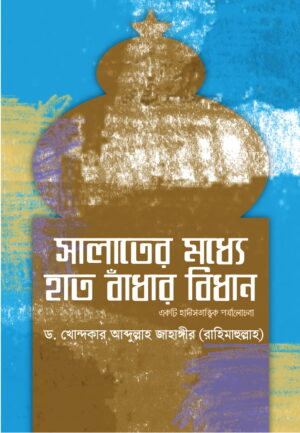 সালাতের মধ্যে
হাত বাঁধার বিধান
একটি হাদীসতাত্ত্বিক পর্যালোচনা
ড. খোন্দকার আব্দুল্লাহ জাহাঙ্গীর (রাহিমাহুল্লাহ)